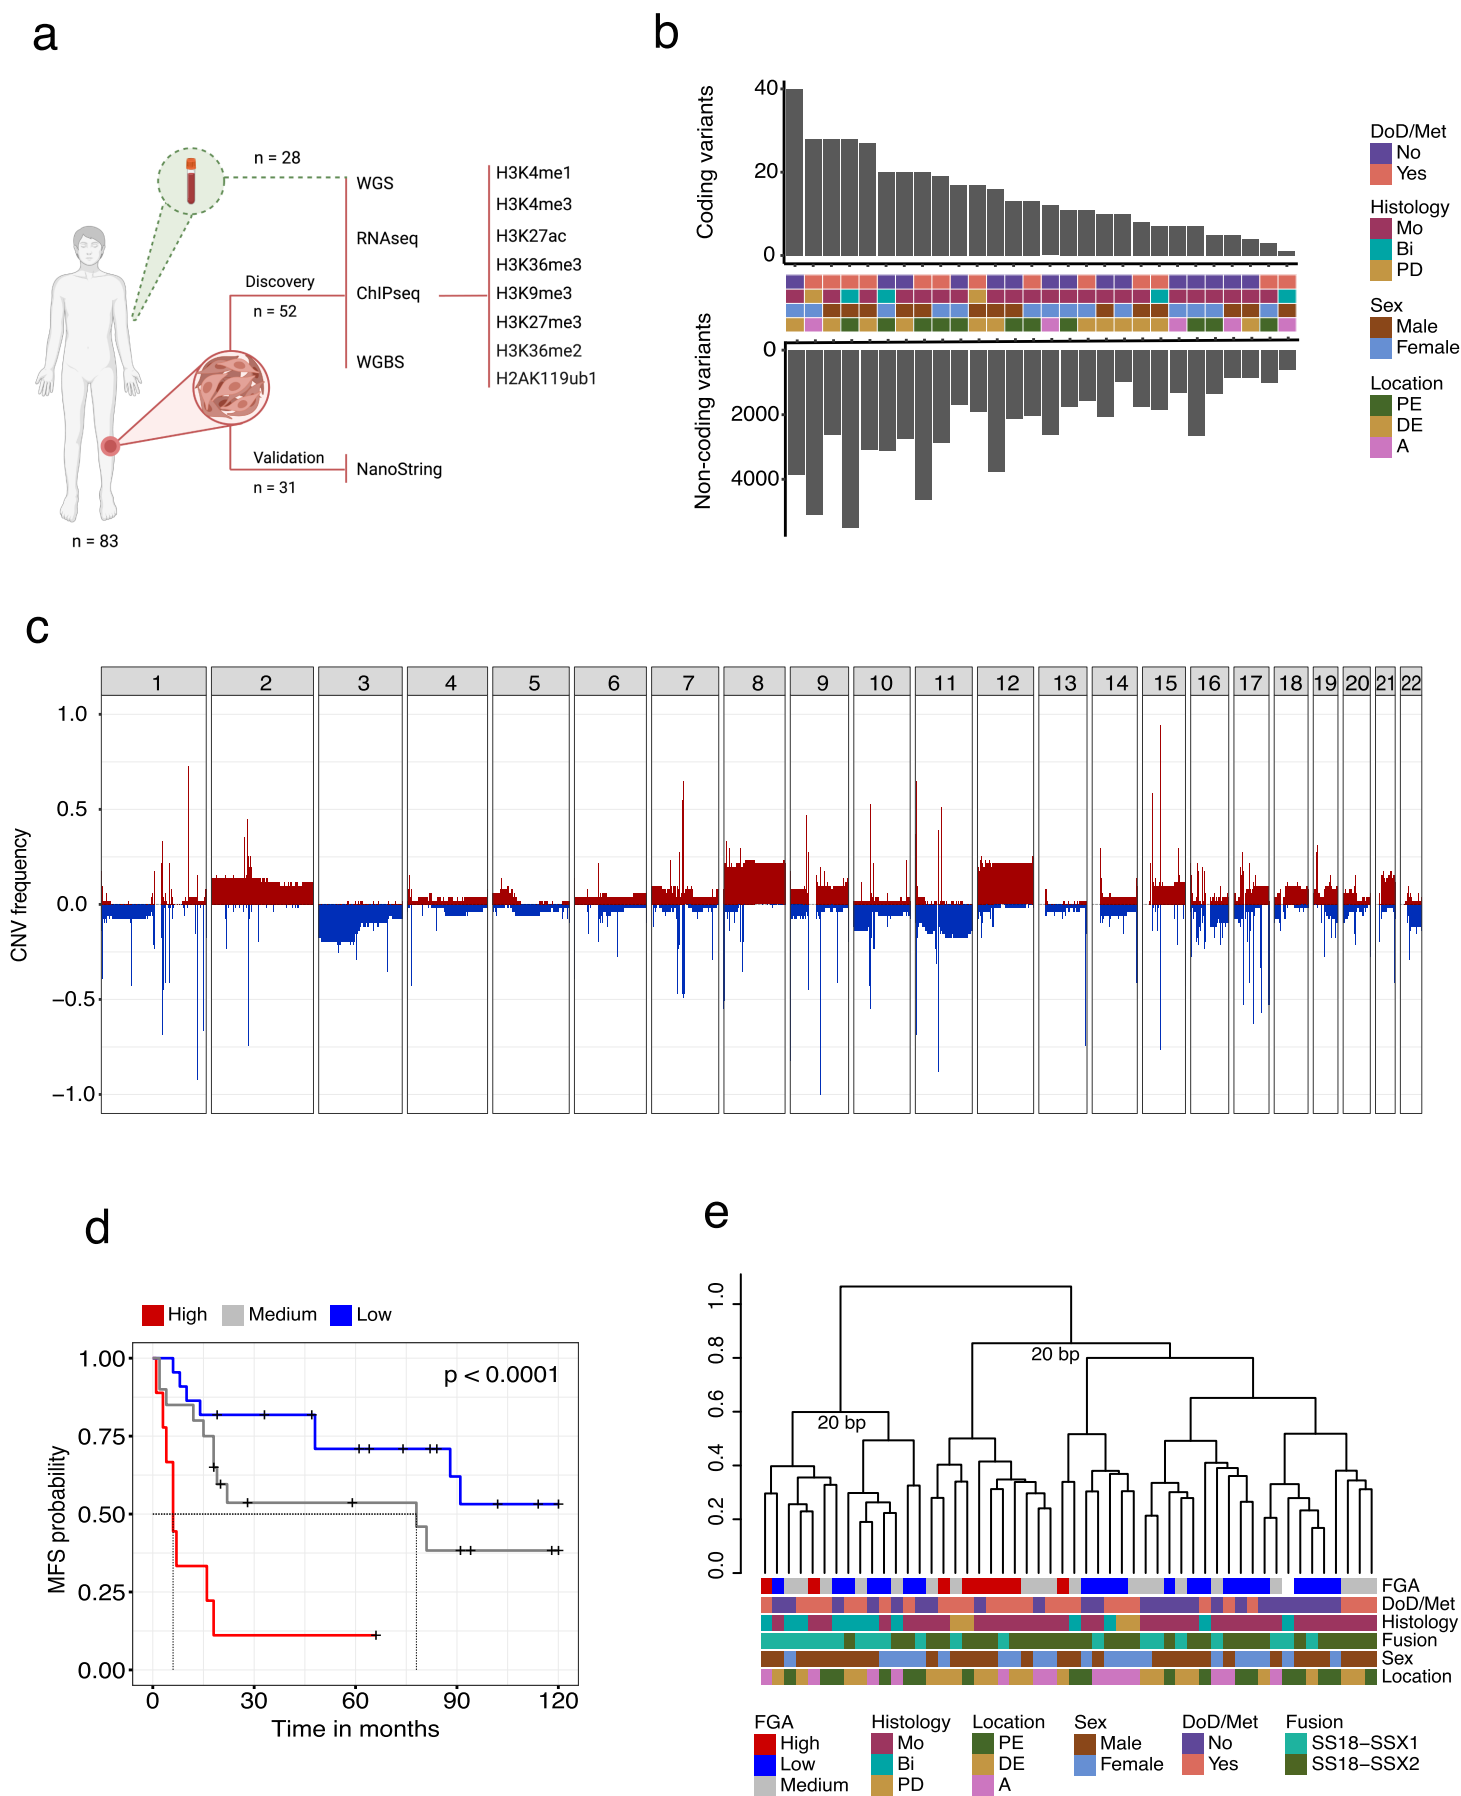 a
n = 28
WGS
RNAseq
Discovery
n = 52
ChIPseq
WGBS
H3K4me1
H3K4me3
H3K27ac
H3K36me3
H3K9me3
H3K27me3
H3K36me2
H2AK119ub1
Validation
n = 31
NanoString
n = 83
b
Coding variants
40
20
0
Non-coding variants
0
2000
4000
DoD/Met
No
Yes
Histology
Mo
Bi
PD
Sex
Male
Female
Location
PE
DE
A
c
1 2 3 4 5 6 7 8 9 10 11 12 13 14 15 16 17 18 19 20 21 22
CNV frequency
1.0
0.5
0.0
−0.5
−1.0
d
High Medium Low
p < 0.0001
MFS probability
1.00
0.75
0.50
0.25
0.00
0 30 60 90 120
Time in months
e
1.0
0.8
0.6
0.4
0.2
0.0
20 bp
20 bp
FGA
DoD/Met
Histology
Fusion
Sex
Location
FGA
High
Low
Medium
Histology
Mo
Bi
PD
Location
PE
DE
A
Sex
Male
Female
DoD/Met
No
Yes
Fusion
SS18−SSX1
SS18−SSX2